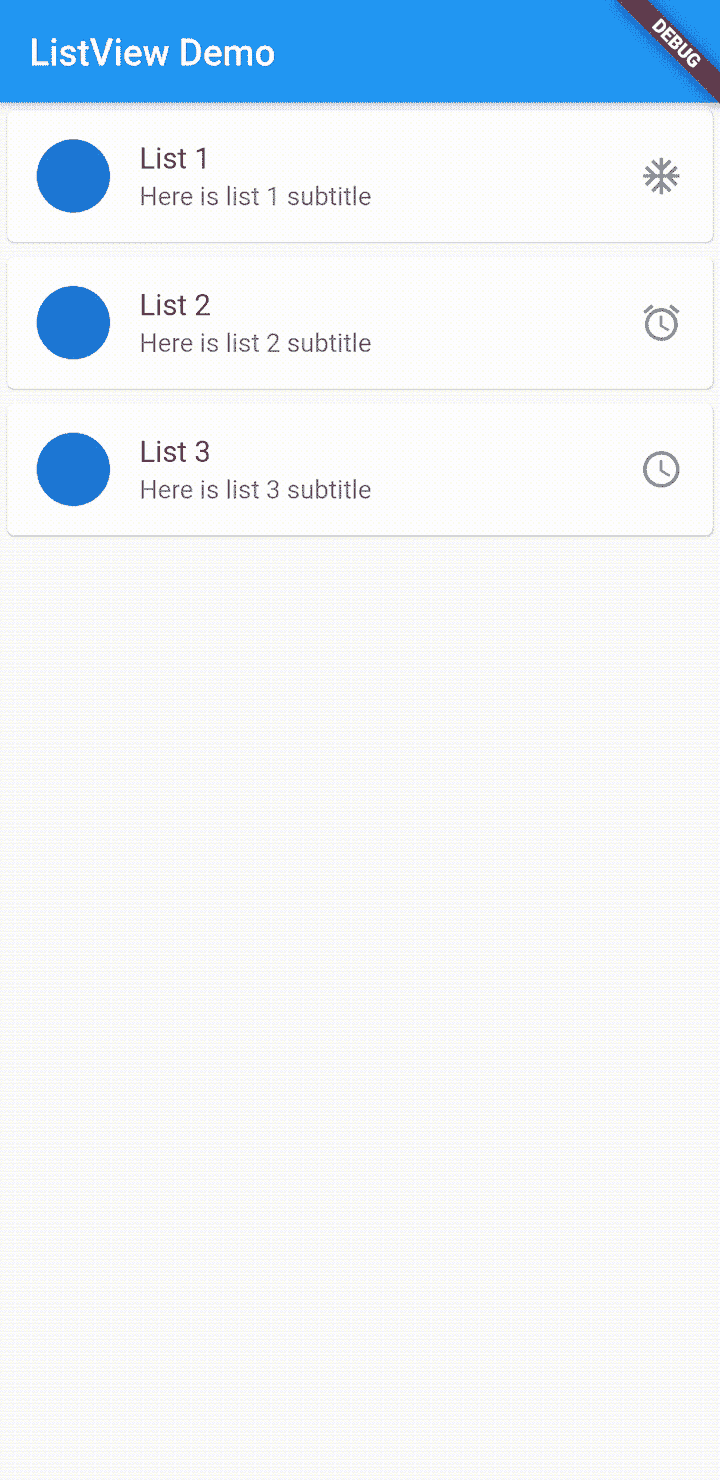 ListView Demo
DEBUG
List 1
Here is list 1 subtitle
List 2
Here is list 2 subtitle
List 3
Here is list 3 subtitle